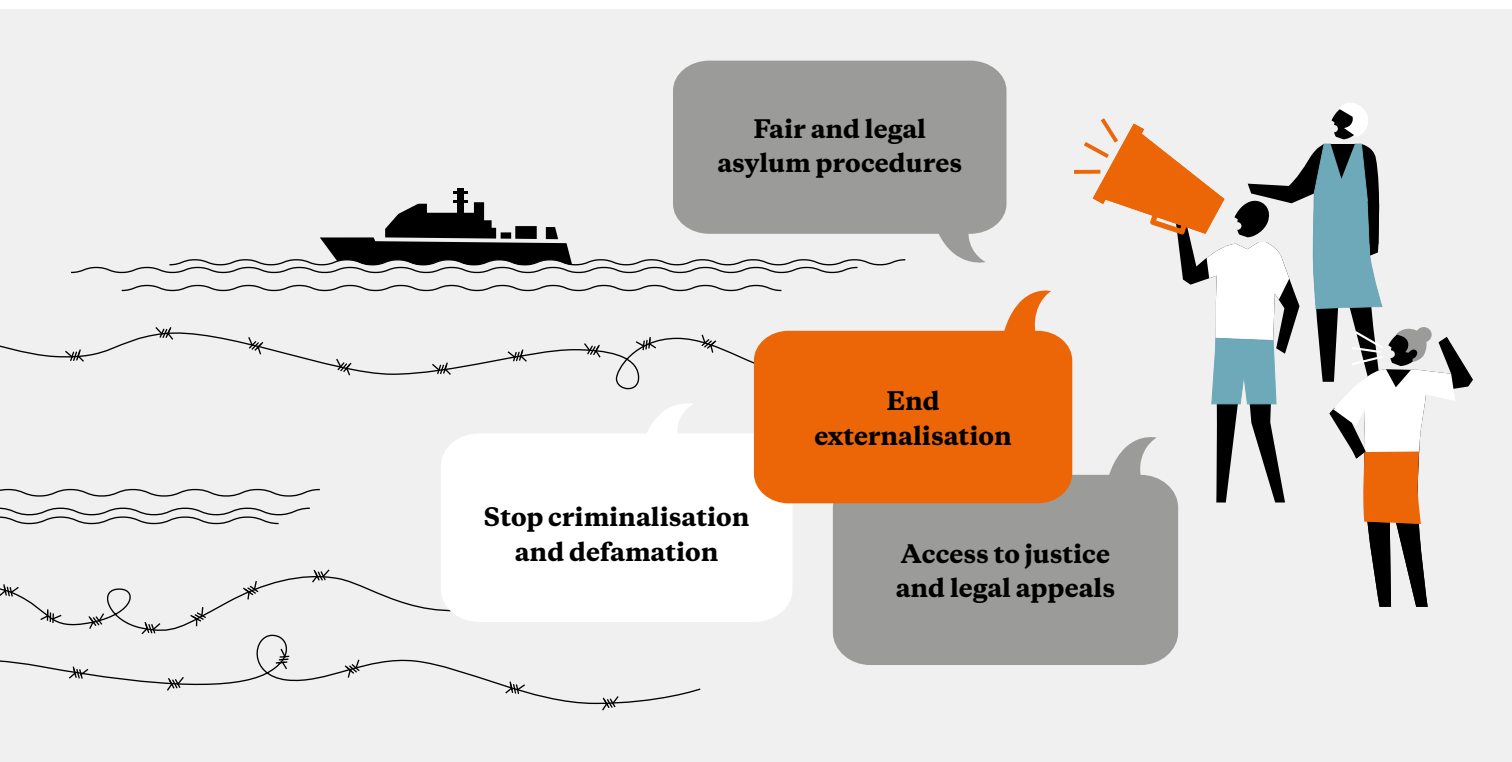 Fair and legal
asylum procedures
End
externalisation
Stop criminalisation
and defamation
Access to justice
and legal appeals